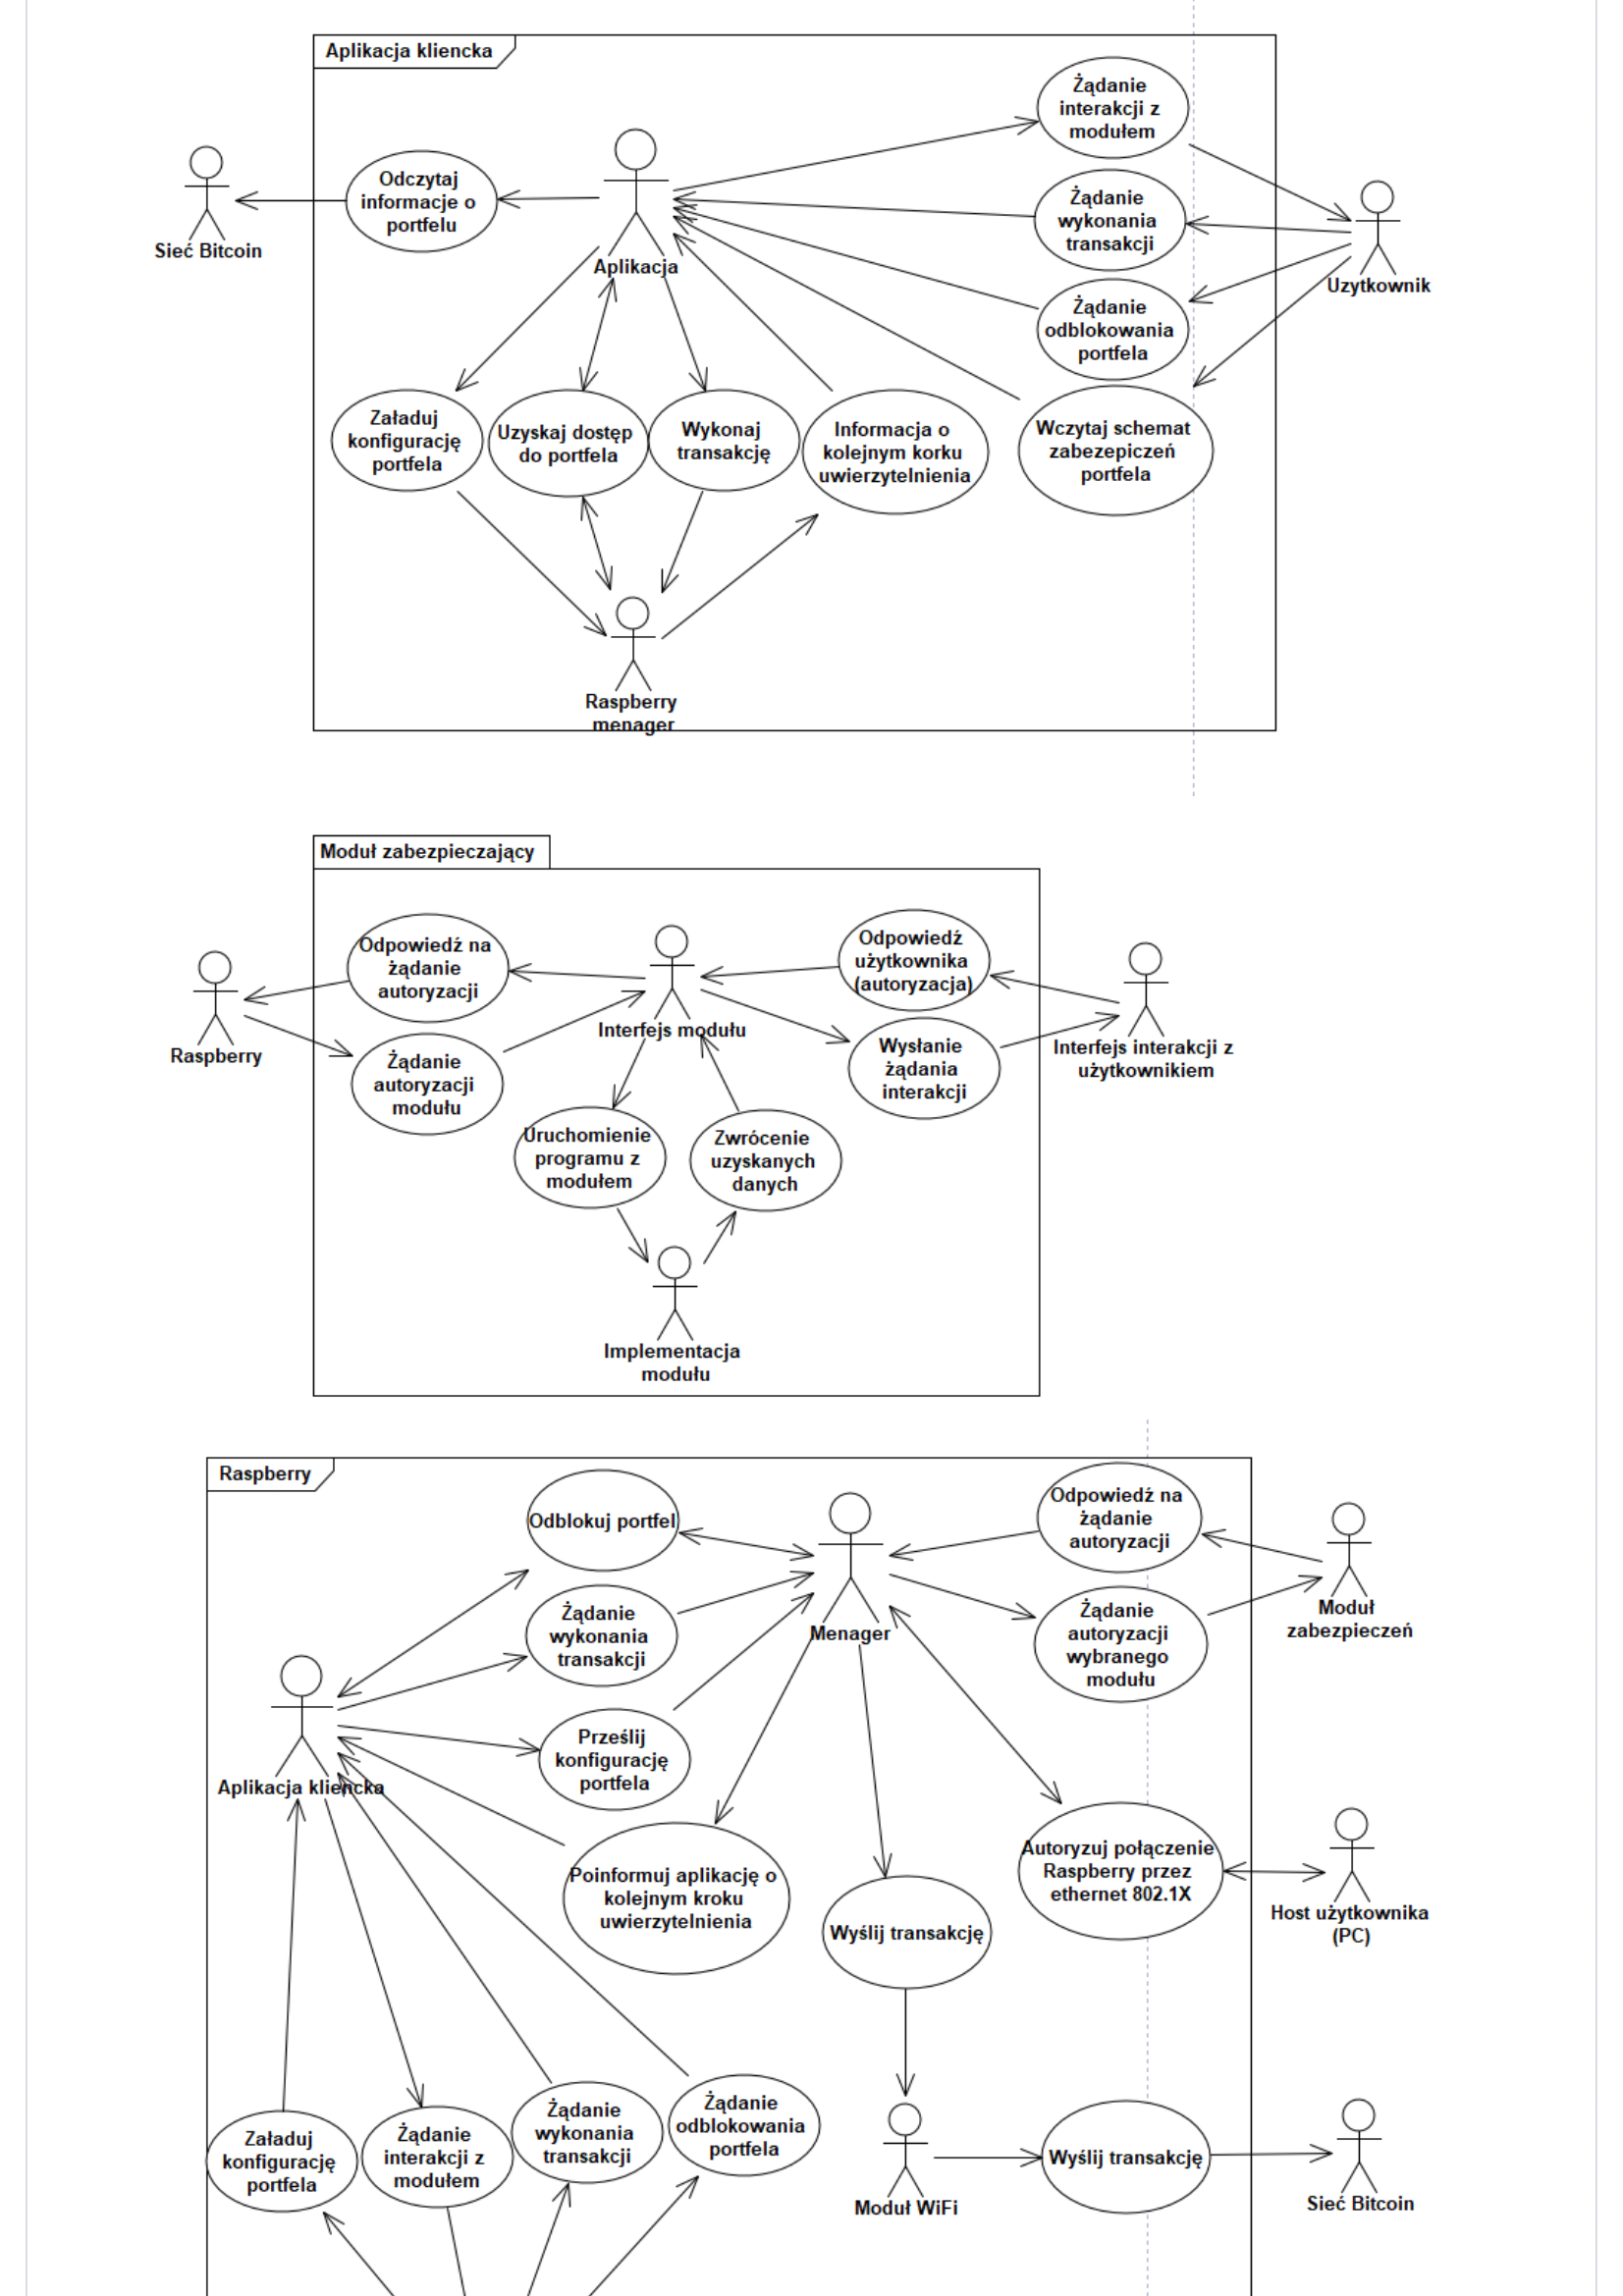 Aplikacja kliencka
Żądanie
interakcji z
modułem
Odczytaj
informacje o
portfelu
Sieć Bitcoin
Aplikacja
Żądanie
wykonania
transakcji
Uzytkownik
Żądanie
odblokowania
portfela
Załaduj
konfigurację
portfela
Uzyskaj dostęp
do portfela
Wykonaj
transakcję
Informacja o
kolejnym korku
uwierzytelnienia
Wczytaj schemat
zabezepiczeń
portfela
Raspberry
menager
Moduł zabezpieczający
Odpowiedź na
żądanie
autoryzacji
Odpowiedź
użytkownika
(autoryzacja)
Interfejs modułu
Raspberry
Żądanie
autoryzacji
modułu
Wysłanie
żądania
interakcji
Interfejs interakcji z
użytkownikiem
Uruchomienie
programu z
modułem
Zwrócenie
uzyskanych
danych
Implementacja
modułu
Raspberry
Odblokuj portfel
Odpowiedź na
żądanie
autoryzacji
Żądanie
wykonania
transakcji
Menager
Żądanie
autoryzacji
wybranego
modułu
Moduł
zabezpieczeń
Prześlij
konfigurację
portfela
Aplikacja kliencka
Poinformuj aplikację o
kolejnym kroku
uwierzytelnienia
Wyślij transakcję
Autoryzuj połączenie
Raspberry przez
ethernet 802.1X
Host użytkownika
(PC)
Załaduj
konfigurację
portfela
Żądanie
interakcji z
modułem
Żądanie
wykonania
transakcji
Żądanie
odblokowania
portfela
Moduł WiFi
Wyślij transakcję
Sieć Bitcoin